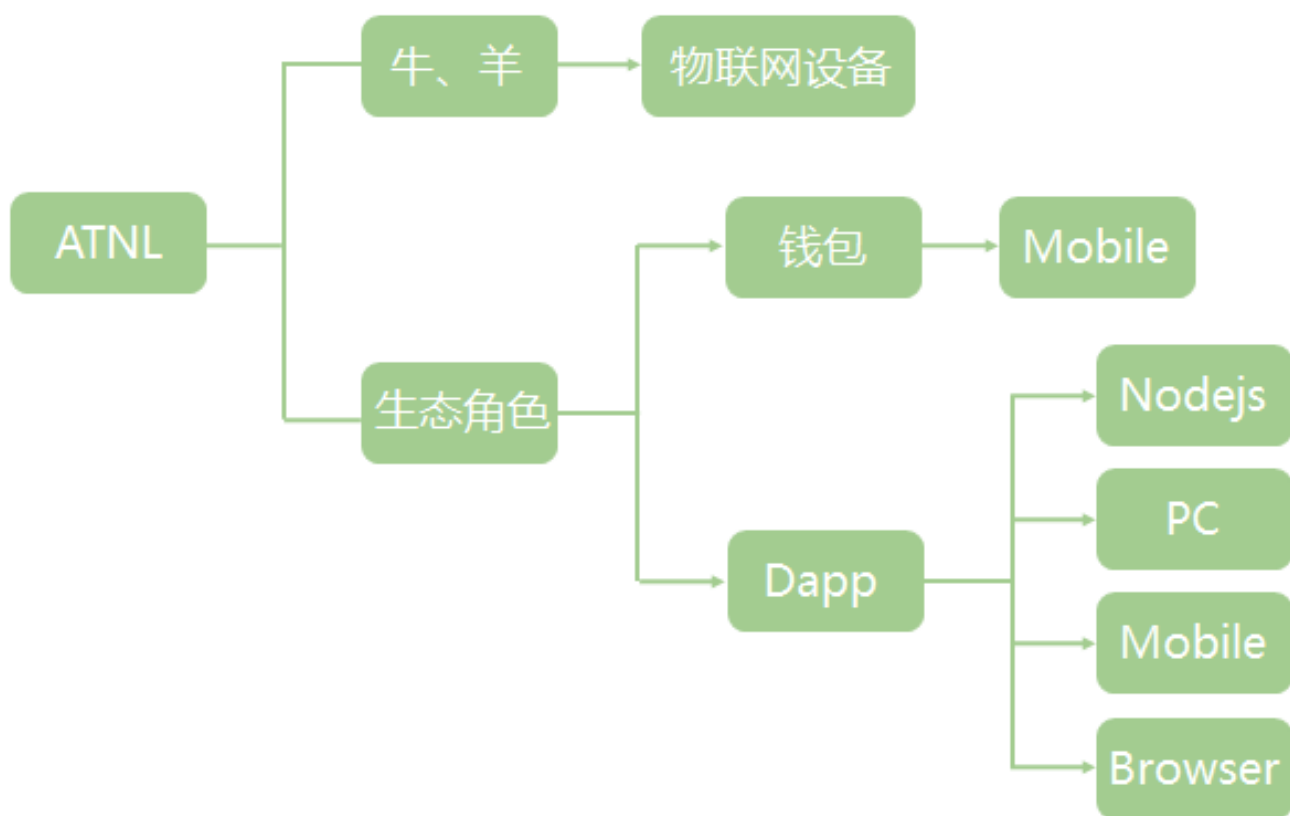 牛、羊
物联网设备
ATNL
钱包
Mobile
生态角色
Nodejs
PC
Dapp
Mobile
Browser